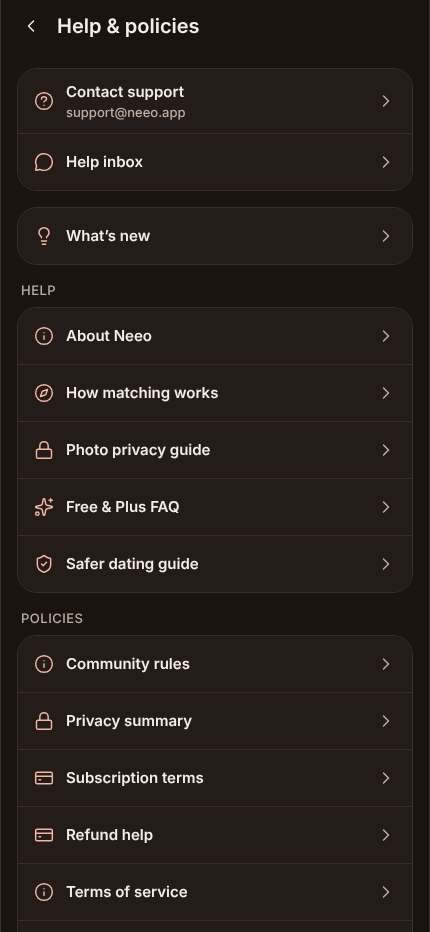 Help & policies
Contact support
support@neeo.app
Help inbox
What’s new
HELP
About Neeo
How matching works
Photo privacy guide
Free & Plus FAQ
Safer dating guide
POLICIES
Community rules
Privacy summary
Subscription terms
Refund help
Terms of service